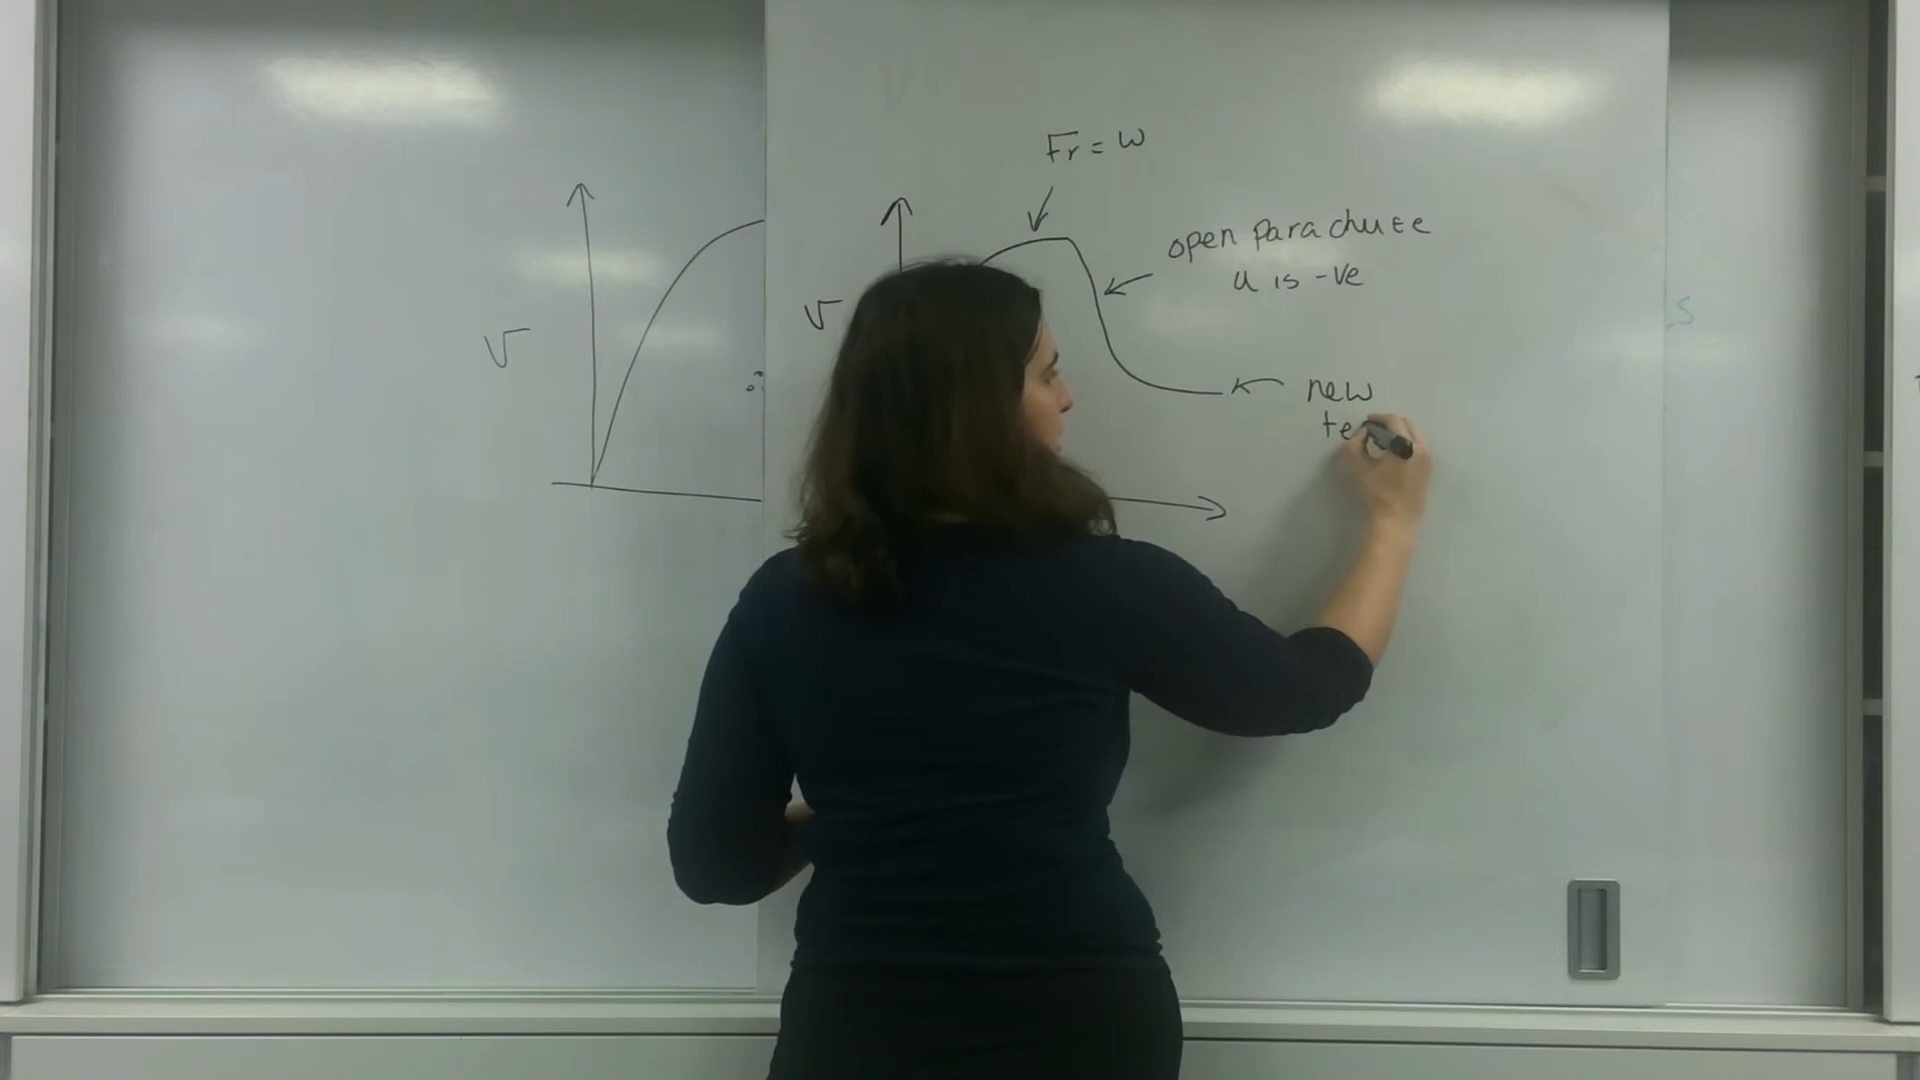 Fr = W
open parachute
a is -ve
V
V
new
te